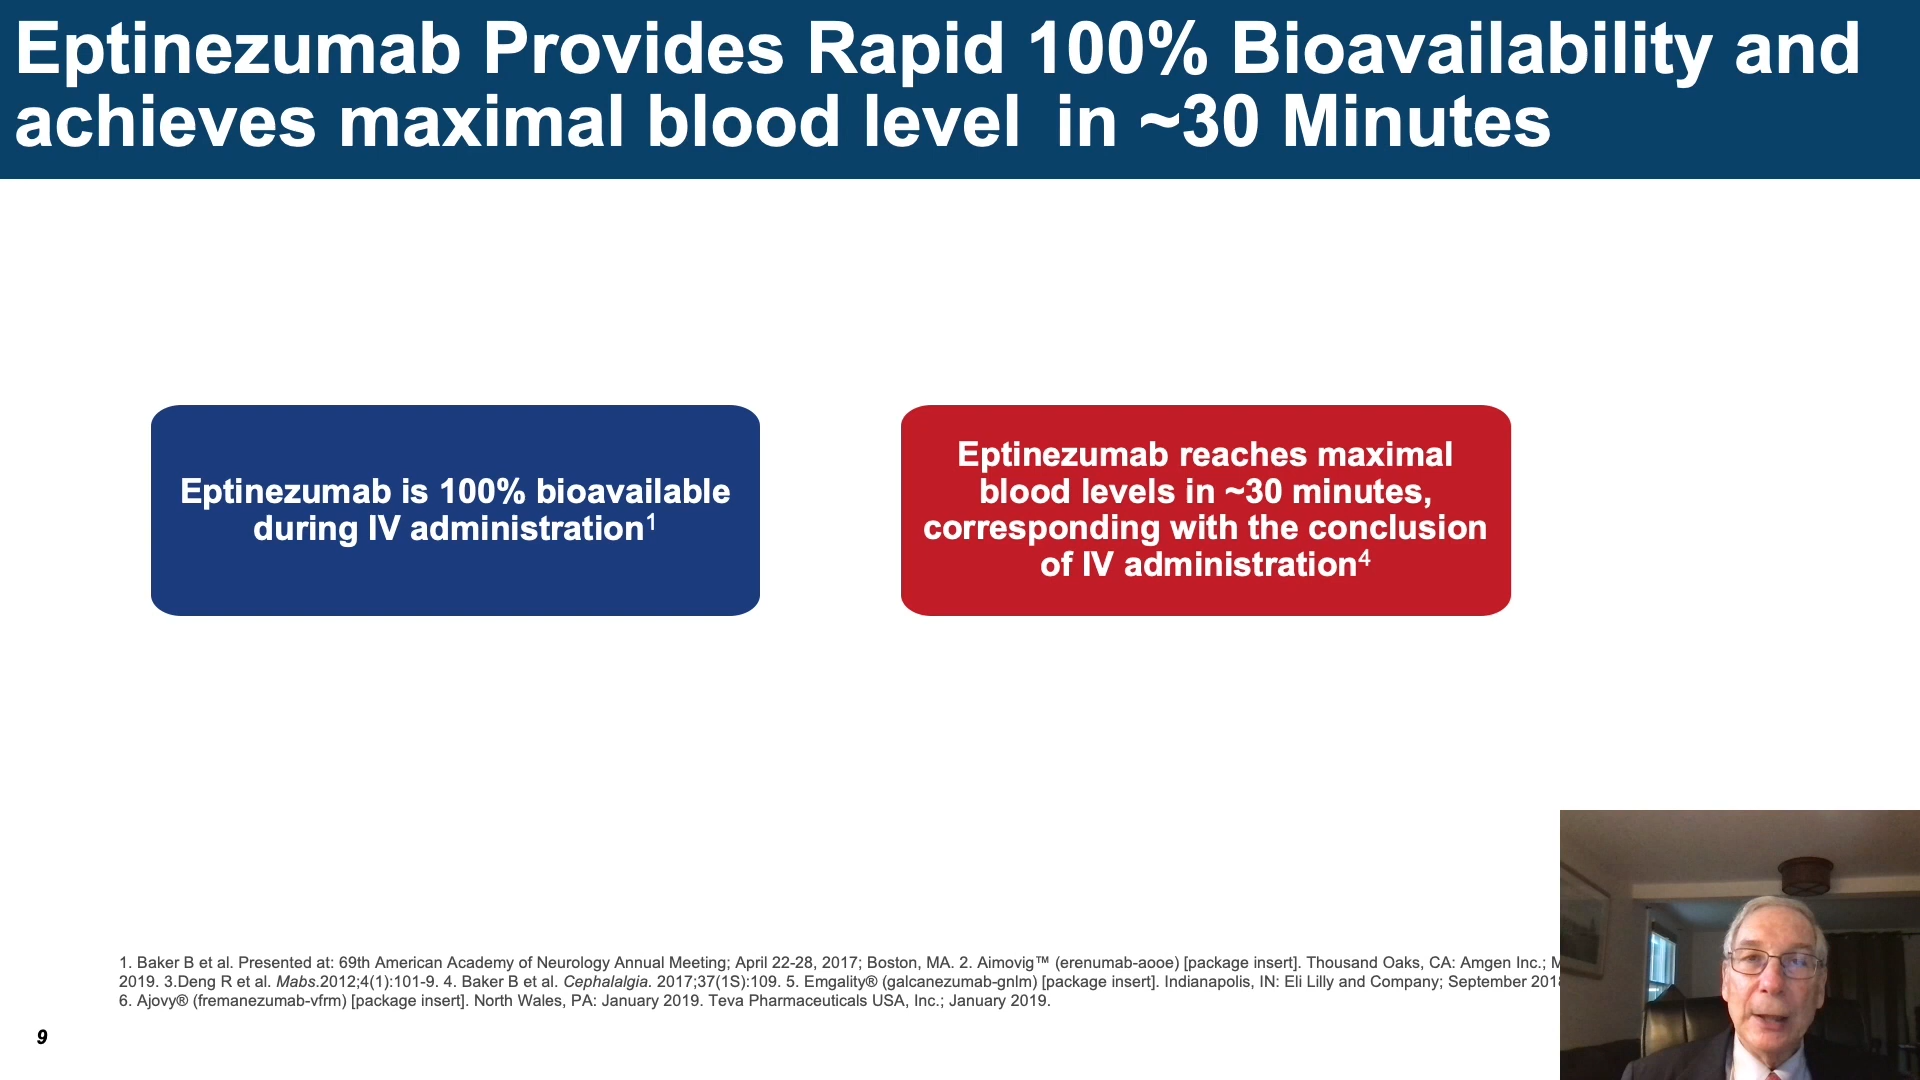 Eptinezumab Provides Rapid 100% Bioavailability and
achieves maximal blood level in ~30 Minutes
Eptinezumab is 100% bioavailable
during IV administration1
Eptinezumab reaches maximal
blood levels in ~30 minutes,
corresponding with the conclusion
of IV administration4
1. Baker B et al. Presented at: 69th American Academy of Neurology Annual Meeting; April 22-28, 2017; Boston, MA. 2. Aimovig™ (erenumab-aooe) [package insert]. Thousand Oaks, CA: Amgen Inc.;
2019. 3.Deng R et al. Mabs.2012;4(1):101-9. 4. Baker B et al. Cephalalgia. 2017;37(1S):109. 5. Emgality® (galcanezumab-gnlm) [package insert]. Indianapolis, IN: Eli Lilly and Company; September 2018
6. Ajovy® (fremanezumab-vfrm) [package insert]. North Wales, PA: January 2019. Teva Pharmaceuticals USA, Inc.; January 2019.
9